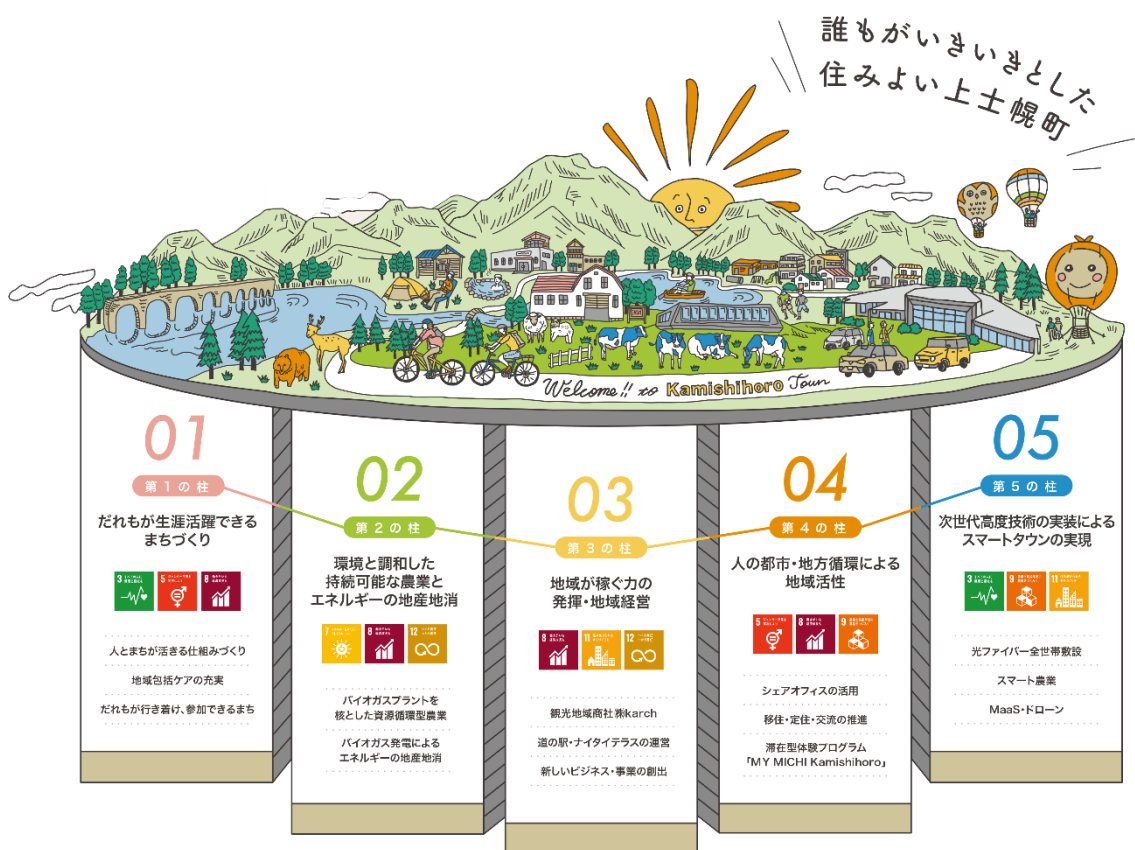 誰もがいきいきとした
住みよい上士幌町
Welcome!! to Kamishihoro Town
01
第1の柱
だれもが生涯活躍できる
まちづくり
3
5
8
人とまちが活きる仕組みづくり
地域包括ケアの充実
だれもが行き着け、参加できるまち
02
第2の柱
環境と調和した
持続可能な農業と
エネルギーの地産地消
7
8
12
バイオガスプラントを
核とした資源循環型農業
バイオガス発電による
エネルギーの地産地消
03
第3の柱
地域が稼ぐ力の
発揮・地域経営
8
11
12
観光地域商社㈱karch
道の駅・ナイタイテラスの運営
新しいビジネス・事業の創出
04
第4の柱
人の都市・地方循環による
地域活性
5
8
9
シェアオフィスの活用
移住・定住・交流の推進
滞在型体験プログラム
「MY MICHI Kamishihoro」
05
第5の柱
次世代高度技術の実装による
スマートタウンの実現
3
9
11
光ファイバー全世帯敷設
スマート農業
MaaS・ドローン